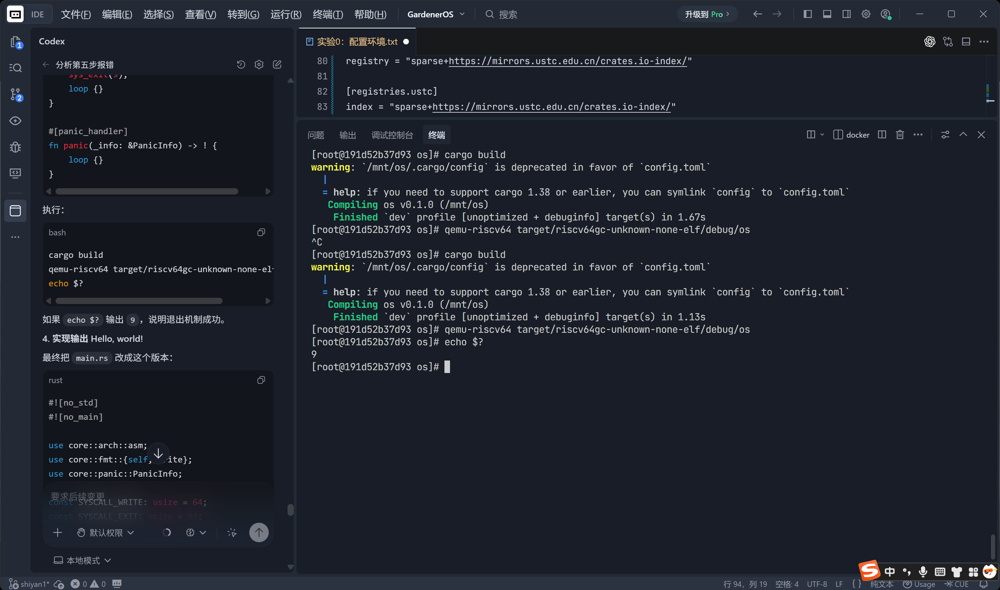 IDE 文件(F) 编辑(E) 选择(S) 查看(V) 转到(G) 运行(R) 终端(T) 帮助(H) GardenerOS 搜索 升级到 Pro
Codex
分析第五步报错
sys_exit(9);
loop {}
}
#[panic_handler]
fn panic(_info: &PanicInfo) -> ! {
loop {}
}
执行:
bash
cargo build
qemu-riscv64 target/riscv64gc-unknown-none-elf
echo $?
如果 echo $? 输出 9，说明退出机制成功。
4. 实现输出 Hello, world!
最终把 main.rs 改成这个版本：
rust
#![no_std]
#![no_main]
use core::arch::asm;
use core::fmt::{self,
use core::panic::PanicInfo;
要求后续变更
const SYSCALL_WRITE: usize = 64;
const SYSCALL_EXIT: usize = 93;
默认权限
本地模式
1
2
实验0：配置环境.txt
80 registry = "sparse+https://mirrors.ustc.edu.cn/crates.io-index/"
81
82 [registries.ustc]
83 index = "sparse+https://mirrors.ustc.edu.cn/crates.io-index/"
问题 输出 调试控制台 终端 docker
[root@191d52b37d93 os]# cargo build
warning: `/mnt/os/.cargo/config` is deprecated in favor of `config.toml`
|
= help: if you need to support cargo 1.38 or earlier, you can symlink `config` to `config.toml`
Compiling os v0.1.0 (/mnt/os)
Finished `dev` profile [unoptimized + debuginfo] target(s) in 1.67s
[root@191d52b37d93 os]# qemu-riscv64 target/riscv64gc-unknown-none-elf/debug/os
^C
[root@191d52b37d93 os]# cargo build
warning: `/mnt/os/.cargo/config` is deprecated in favor of `config.toml`
|
= help: if you need to support cargo 1.38 or earlier, you can symlink `config` to `config.toml`
Compiling os v0.1.0 (/mnt/os)
Finished `dev` profile [unoptimized + debuginfo] target(s) in 1.13s
[root@191d52b37d93 os]# qemu-riscv64 target/riscv64gc-unknown-none-elf/debug/os
[root@191d52b37d93 os]# echo $?
9
[root@191d52b37d93 os]#
S 中
shiyan1* 0 0 行 94，列 19 空格: 4 UTF-8 LF {} 纯文本 Usage CUE